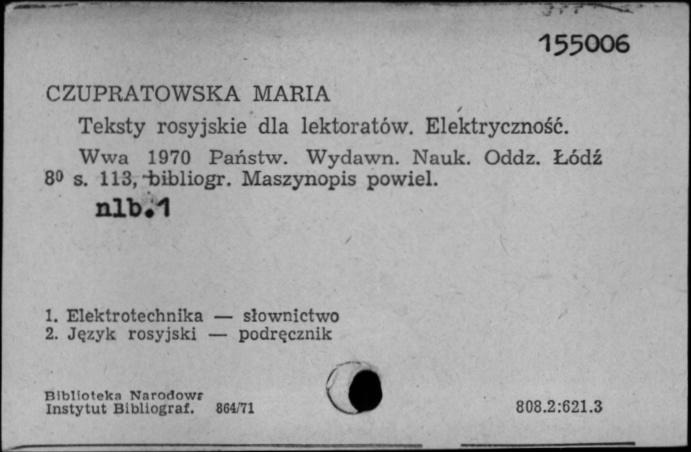 155006
CZUPRATOWSKA MARIA
Teksty rosyjskie dla lektoratów. Elektryczność.
Wwa 1970 Państw. Wydawn. Nauk. Oddz. Łódź
8⁰ s. 113, bibliogr. Maszynopis powiel.
nlb.1
1. Elektrotechnika — słownictwo
2. Język rosyjski — podręcznik
Biblioteka Narodowa
Instytut Bibliograf. 864/71
808.2:621.3